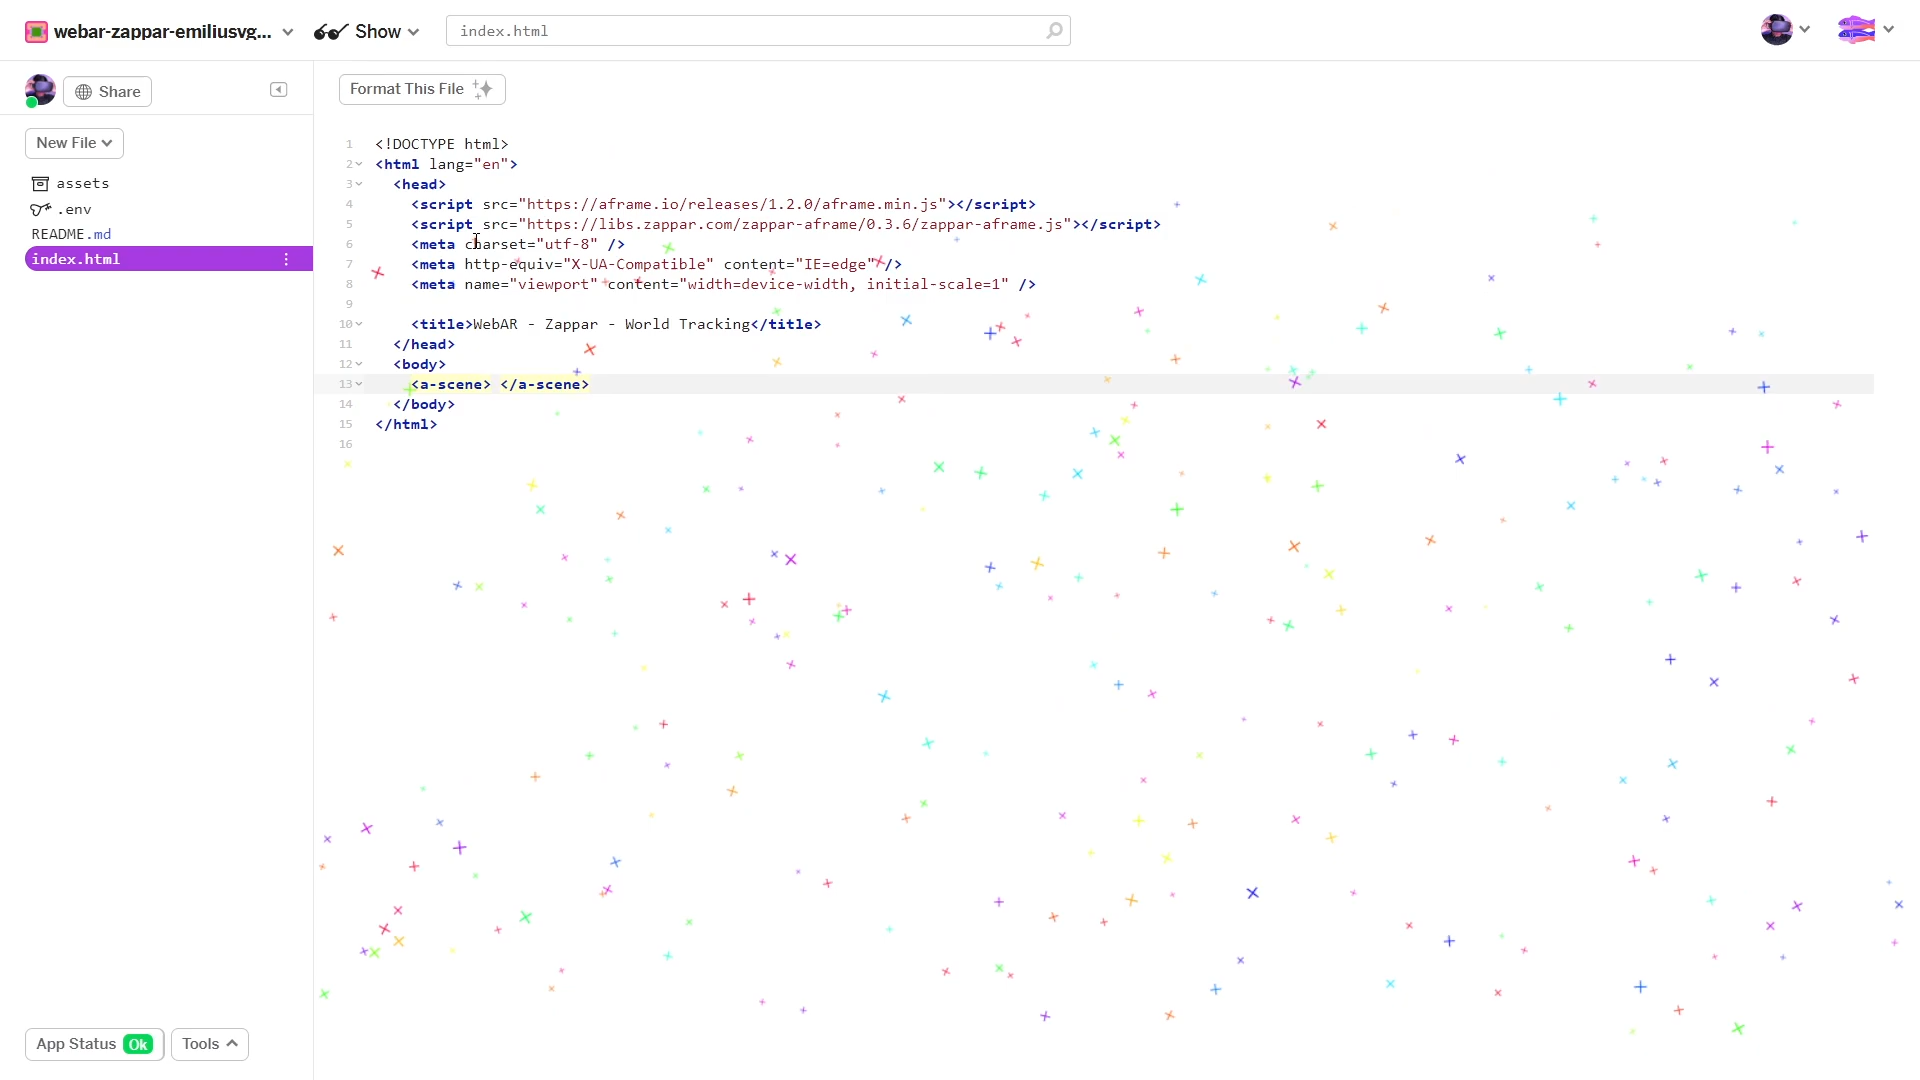 webar-zappar-emiliusvg...
Show
index.html
Share
Format This File
New File
assets
.env
README.md
index.html
1 <!DOCTYPE html>
2 <html lang="en">
3 <head>
4 <script src="https://aframe.io/releases/1.2.0/aframe.min.js"></script>
5 <script src="https://libs.zappar.com/zappar-aframe/0.3.6/zappar-aframe.js"></script>
6 <meta charset="utf-8" />
7 <meta http-equiv="X-UA-Compatible" content="IE=edge" />
8 <meta name="viewport" content="width=device-width, initial-scale=1" />
9
10 <title>WebAR - Zappar - World Tracking</title>
11 </head>
12 <body>
13 <a-scene> </a-scene>
14 </body>
15 </html>
16
App Status Ok
Tools